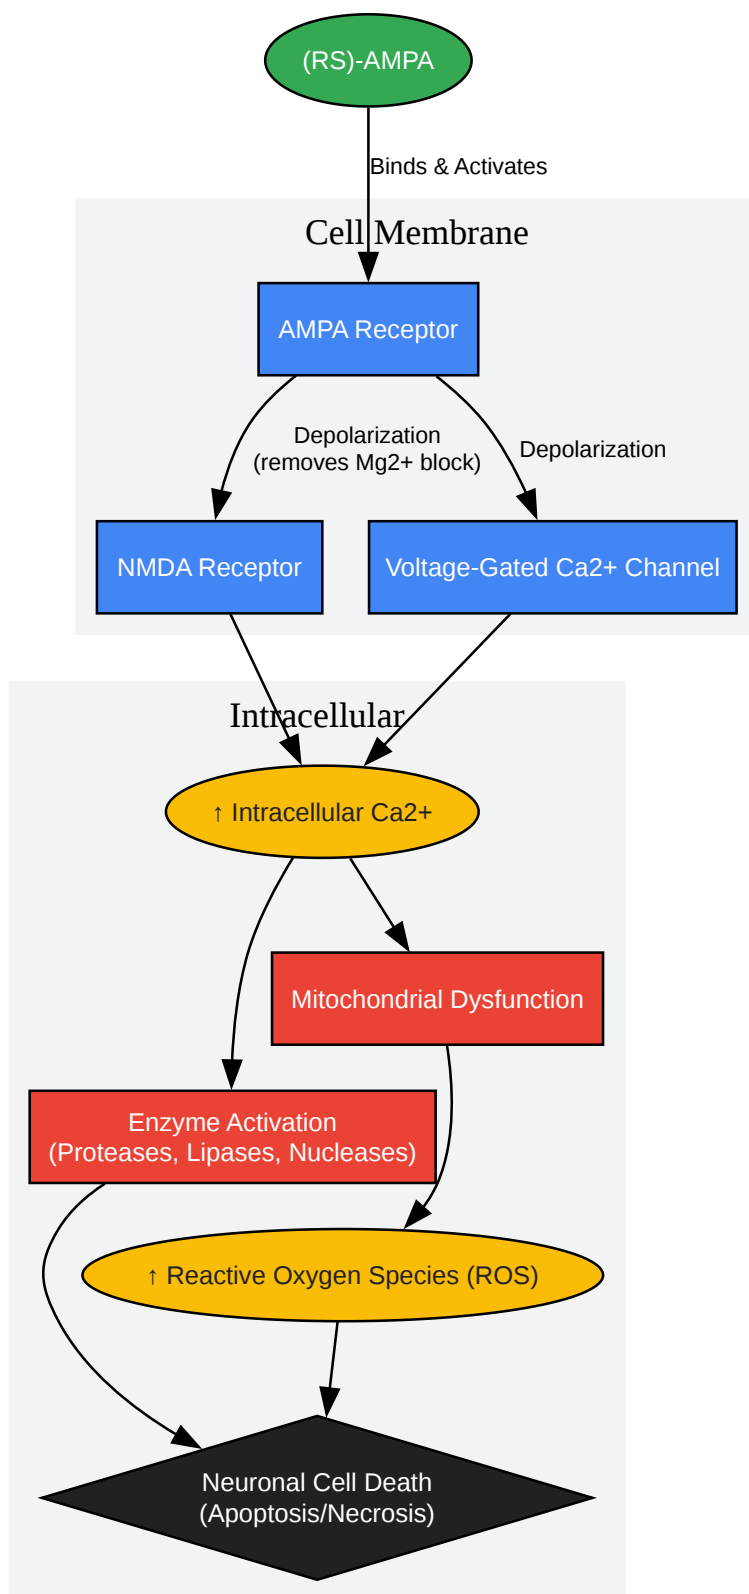 (RS)-AMPA
Binds & Activates
Cell Membrane
AMPA Receptor
Depolarization
(removes Mg2+ block)
Depolarization
NMDA Receptor
Voltage-Gated Ca2+ Channel
Intracellular
↑ Intracellular Ca2+
Mitochondrial Dysfunction
Enzyme Activation
(Proteases, Lipases, Nucleases)
↑ Reactive Oxygen Species (ROS)
Neuronal Cell Death
(Apoptosis/Necrosis)